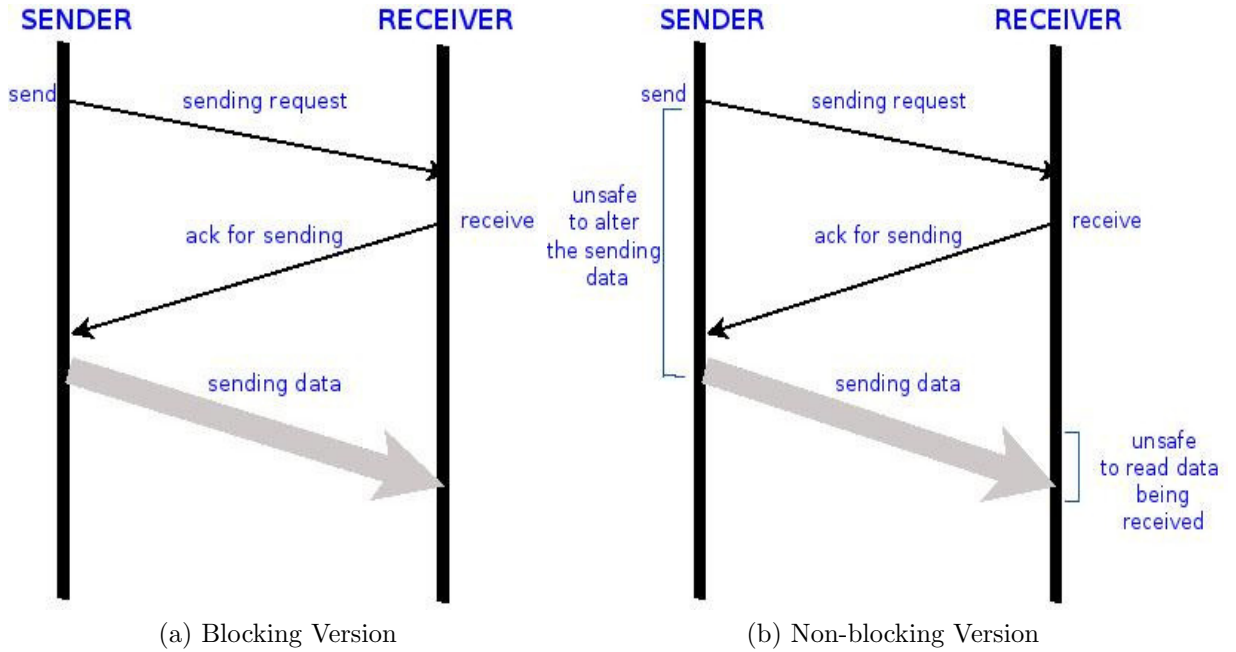 SENDER
RECEIVER
send
sending request
receive
ack for sending
sending data
(a) Blocking Version
SENDER
RECEIVER
send
sending request
unsafe
to alter
the sending
data
receive
ack for sending
sending data
unsafe
to read data
being
received
(b) Non-blocking Version